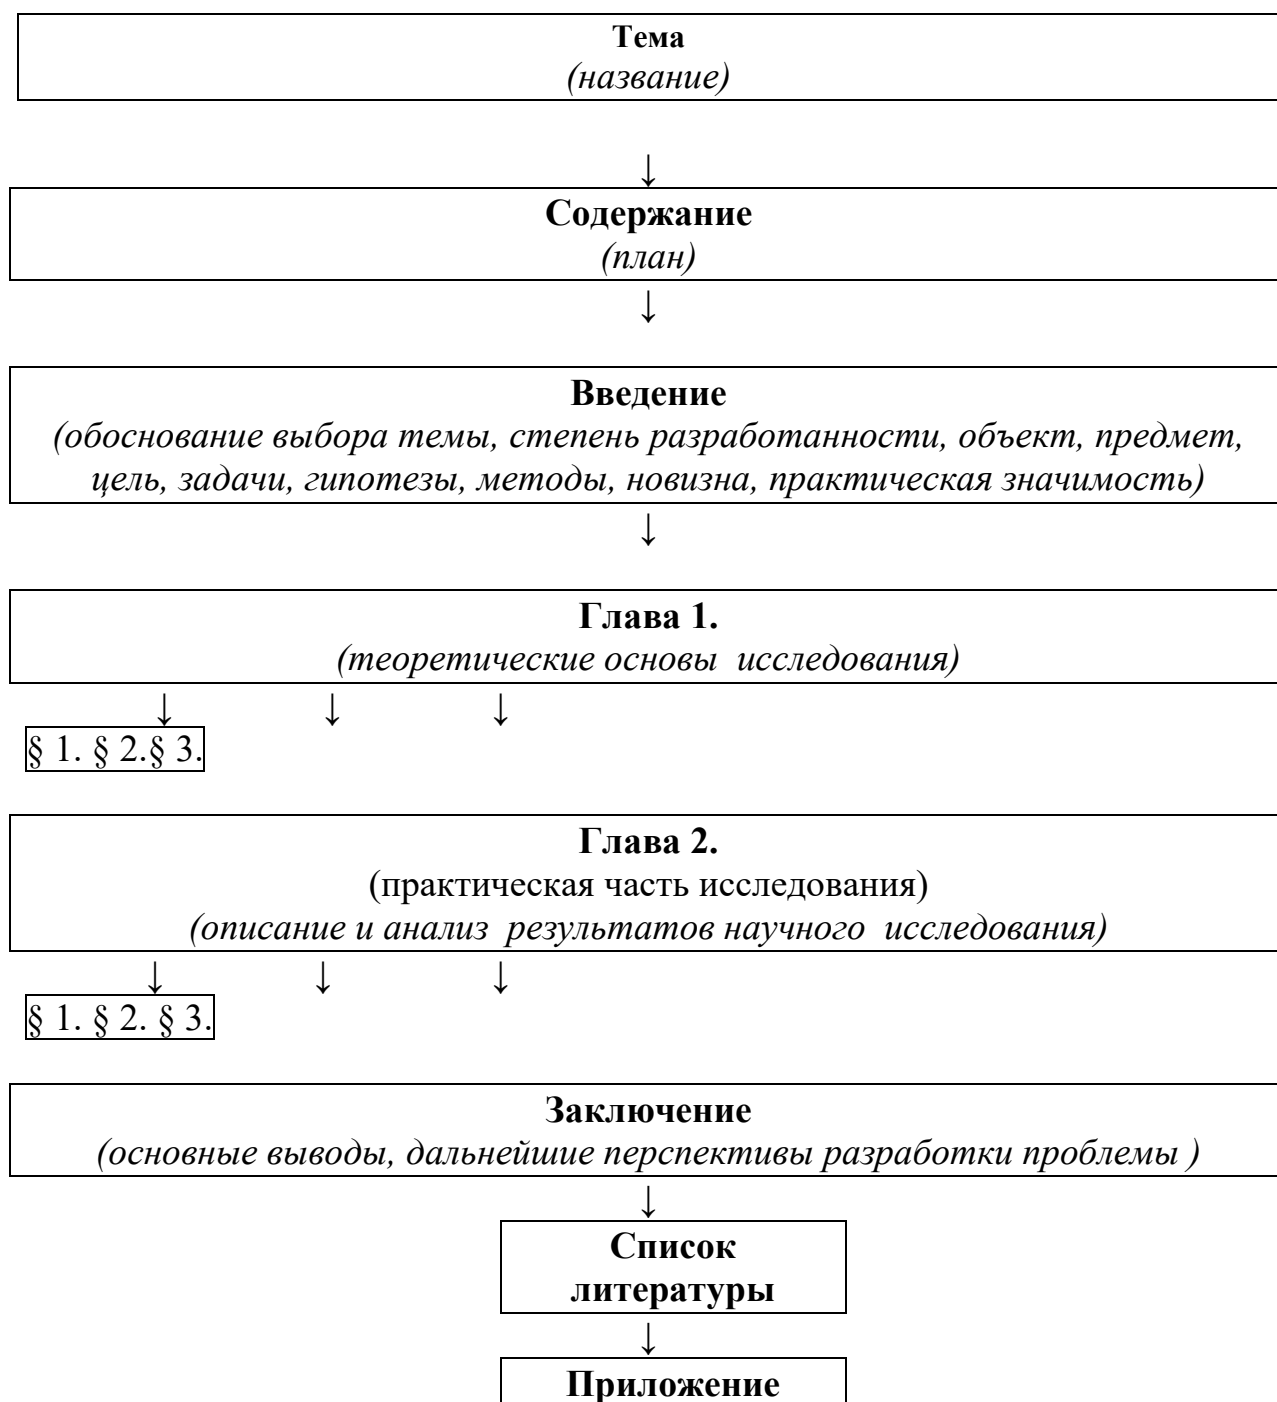 Тема
(название)
↓
Содержание
(план)
↓
Введение
(обоснование выбора темы, степень разработанности, объект, предмет,
цель, задачи, гипотезы, методы, новизна, практическая значимость)
↓
Глава 1.
(теоретические основы  исследования)
↓ ↓ ↓
§ 1. § 2.§ 3.
Глава 2.
(практическая часть исследования)
(описание и анализ  результатов научного  исследования)
↓ ↓ ↓
§ 1. § 2. § 3.
Заключение
(основные выводы, дальнейшие перспективы разработки проблемы )
↓
Список
литературы
↓
Приложение